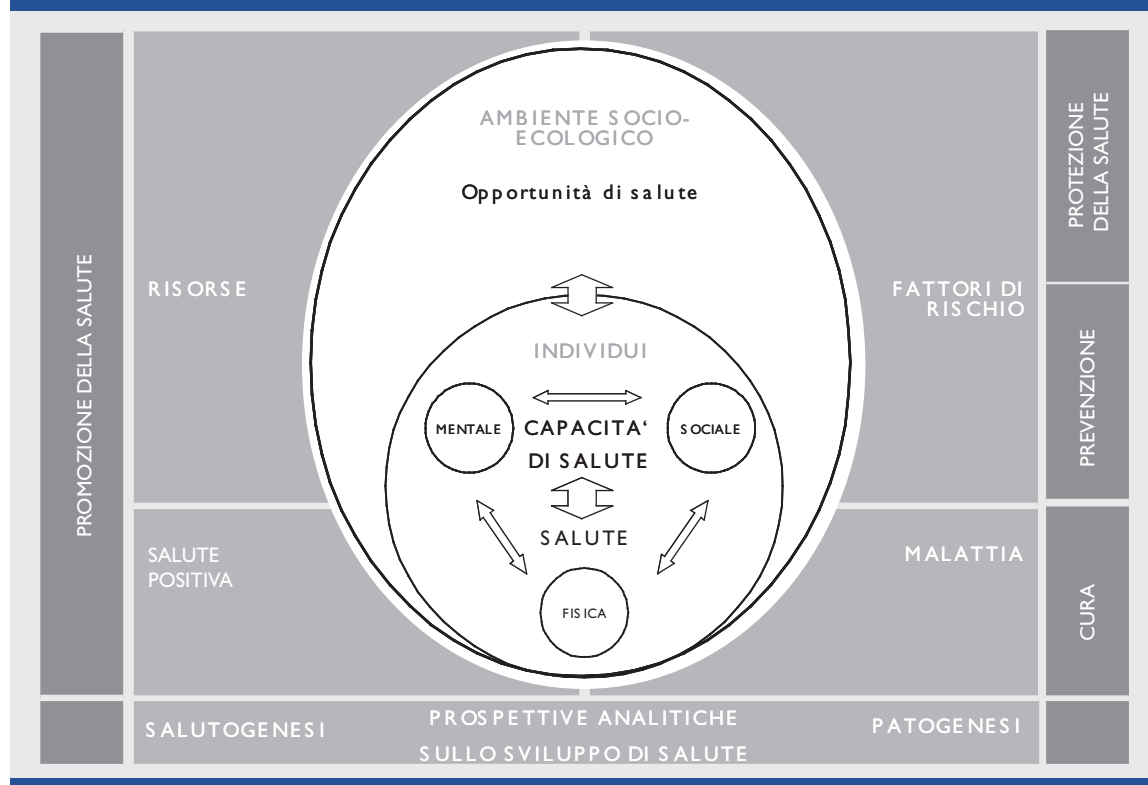 PROMOZIONE DELLA SALUTE
RISORSE
SALUTE
POSITIVA
AMBIENTE SOCIO-
ECOLOGICO
Opportunità di salute
INDIVIDUI
MENTALE
CAPACITA‘
DI SALUTE
SOCIALE
SALUTE
FISICA
FATTORI DI
RISCHIO
MALATTIA
PROTEZIONE
DELLA SALUTE
PREVENZIONE
CURA
SALUTOGENESI
PROSPETTIVE ANALITICHE
SULLO SVILUPPO DI SALUTE
PATOGENESI